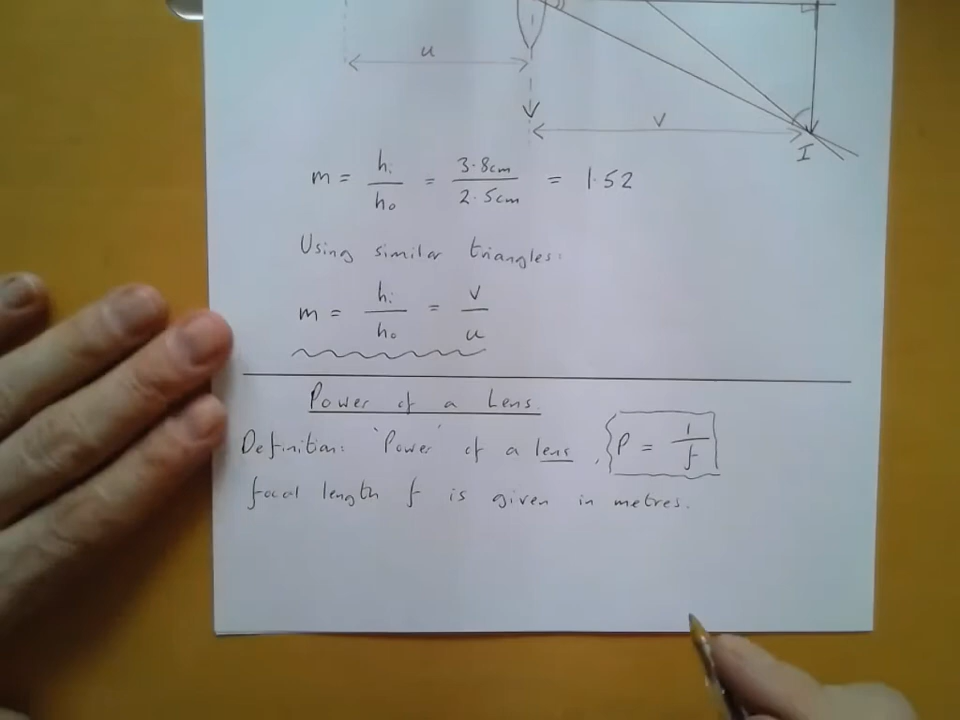 u
v
I
m = hi/ho = 3.8cm/2.5cm = 1.52
Using similar triangles:
m = hi/ho = v/u
Power of a Lens.
Definition: 'Power' of a lens, P = 1/f
focal length f is given in metres.